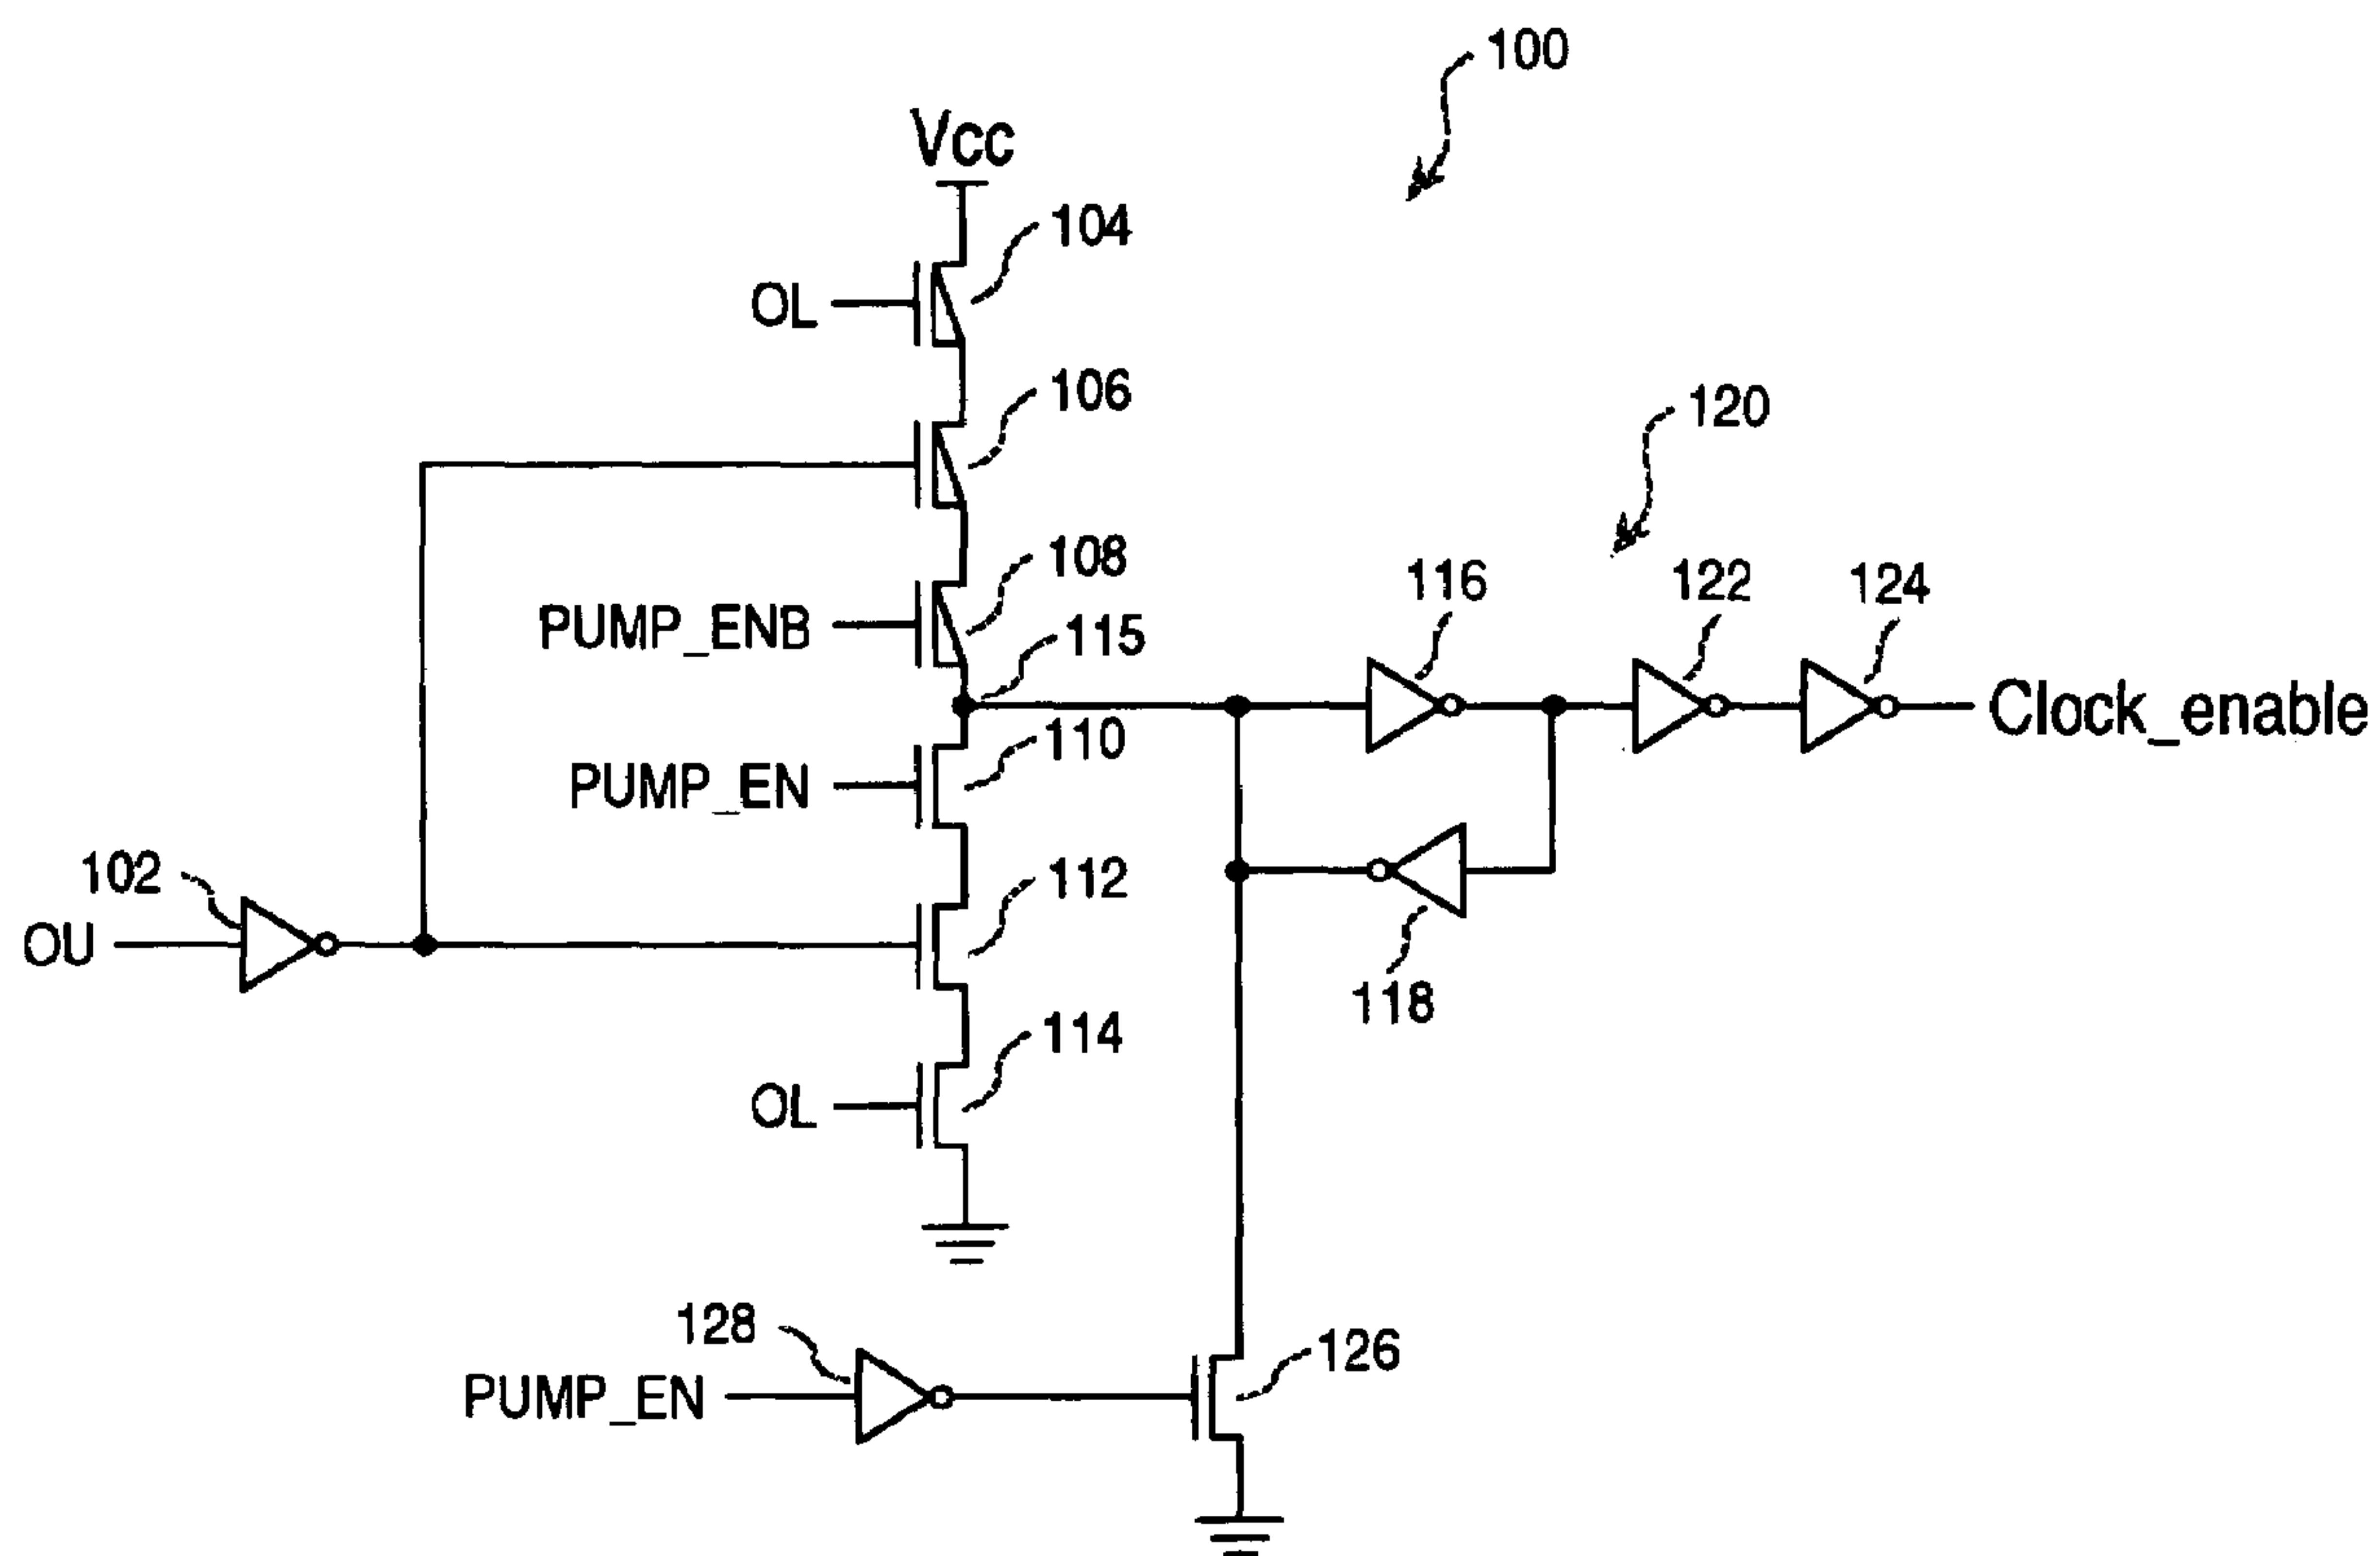 100
Vcc
104
OL
106
120
108
PUMP_ENB
115
116
122
124
Clock_enable
110
PUMP_EN
102
112
OU
118
114
OL
128
126
PUMP_EN